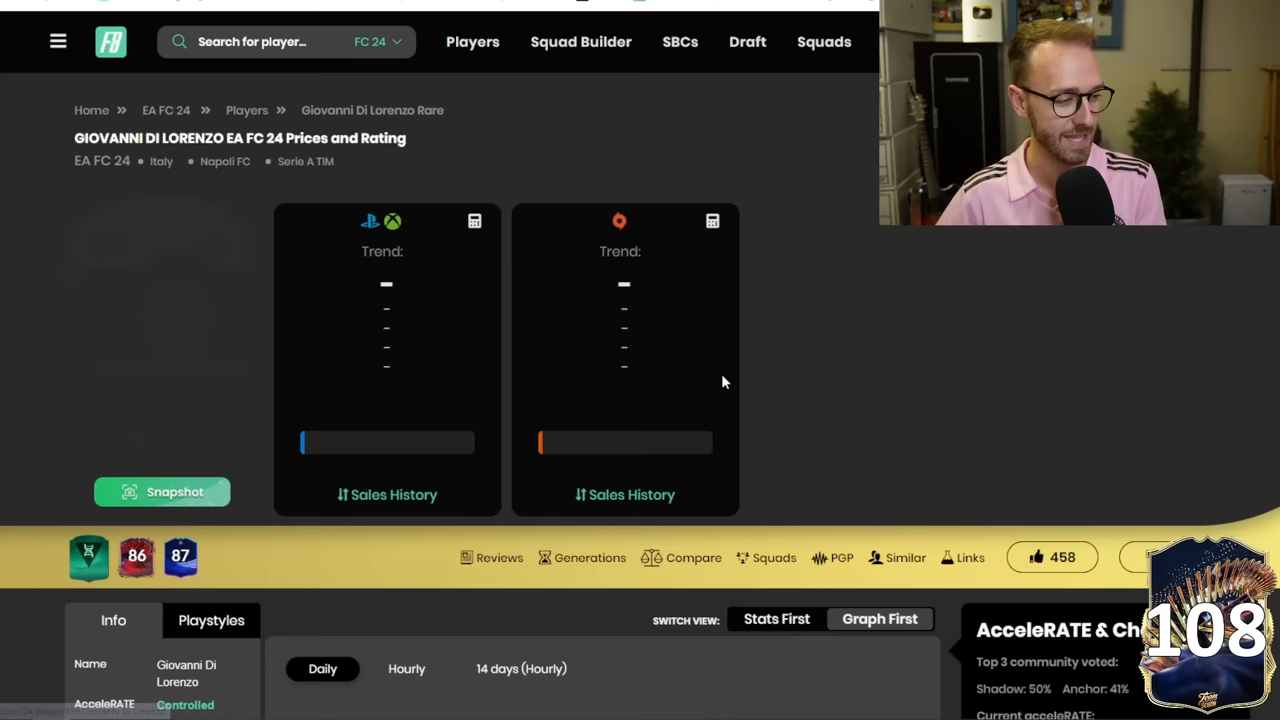 FB
Search for player...
FC 24
Players
Squad Builder
SBCs
Draft
Squads
Home » EA FC 24 » Players » Giovanni Di Lorenzo Rare
GIOVANNI DI LORENZO EA FC 24 Prices and Rating
EA FC 24 • Italy • Napoli FC • Serie A TIM
Trend:
Trend:
-
-
-
-
-
-
-
-
-
-
Sales History
Sales History
Snapshot
86
87
Reviews
Generations
Compare
Squads
PGP
Similar
Links
458
Info
Playstyles
SWITCH VIEW:
Stats First
Graph First
Name
Giovanni Di
Lorenzo
AcceleRATE
Controlled
Daily
Hourly
14 days (Hourly)
AcceleRATE & Ch
Top 3 community voted:
Shadow: 50% Anchor: 41%
Current acceleRATE:
108